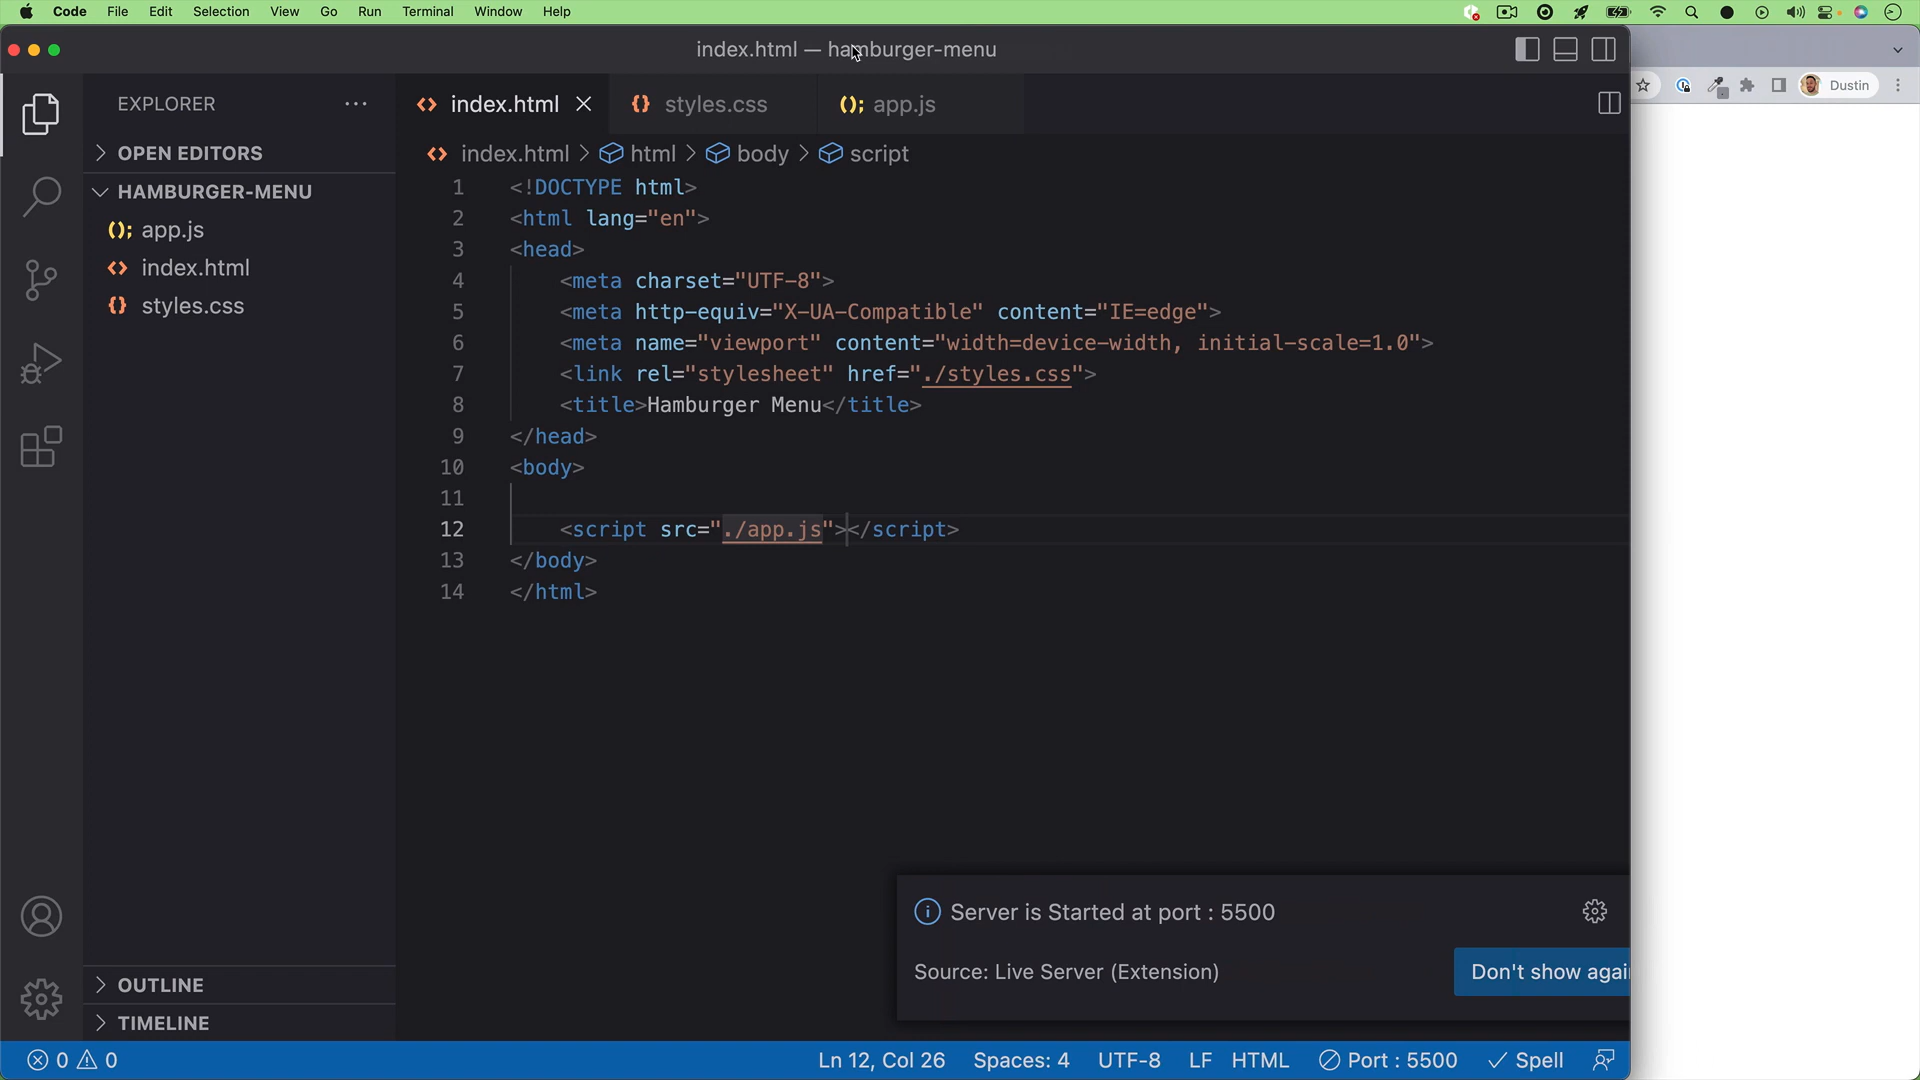 Code File Edit Selection View Go Run Terminal Window Help
index.html — hamburger-menu
Dustin
EXPLORER
OPEN EDITORS
HAMBURGER-MENU
app.js
index.html
styles.css
OUTLINE
TIMELINE
index.html styles.css app.js
index.html > html > body > script
1 <!DOCTYPE html>
2 <html lang="en">
3 <head>
4 <meta charset="UTF-8">
5 <meta http-equiv="X-UA-Compatible" content="IE=edge">
6 <meta name="viewport" content="width=device-width, initial-scale=1.0">
7 <link rel="stylesheet" href="./styles.css">
8 <title>Hamburger Menu</title>
9 </head>
10 <body>
11
12 <script src="./app.js"></script>
13 </body>
14 </html>
Server is Started at port : 5500
Source: Live Server (Extension)
Don't show agai
0 0 Ln 12, Col 26 Spaces: 4 UTF-8 LF HTML Port : 5500 Spell